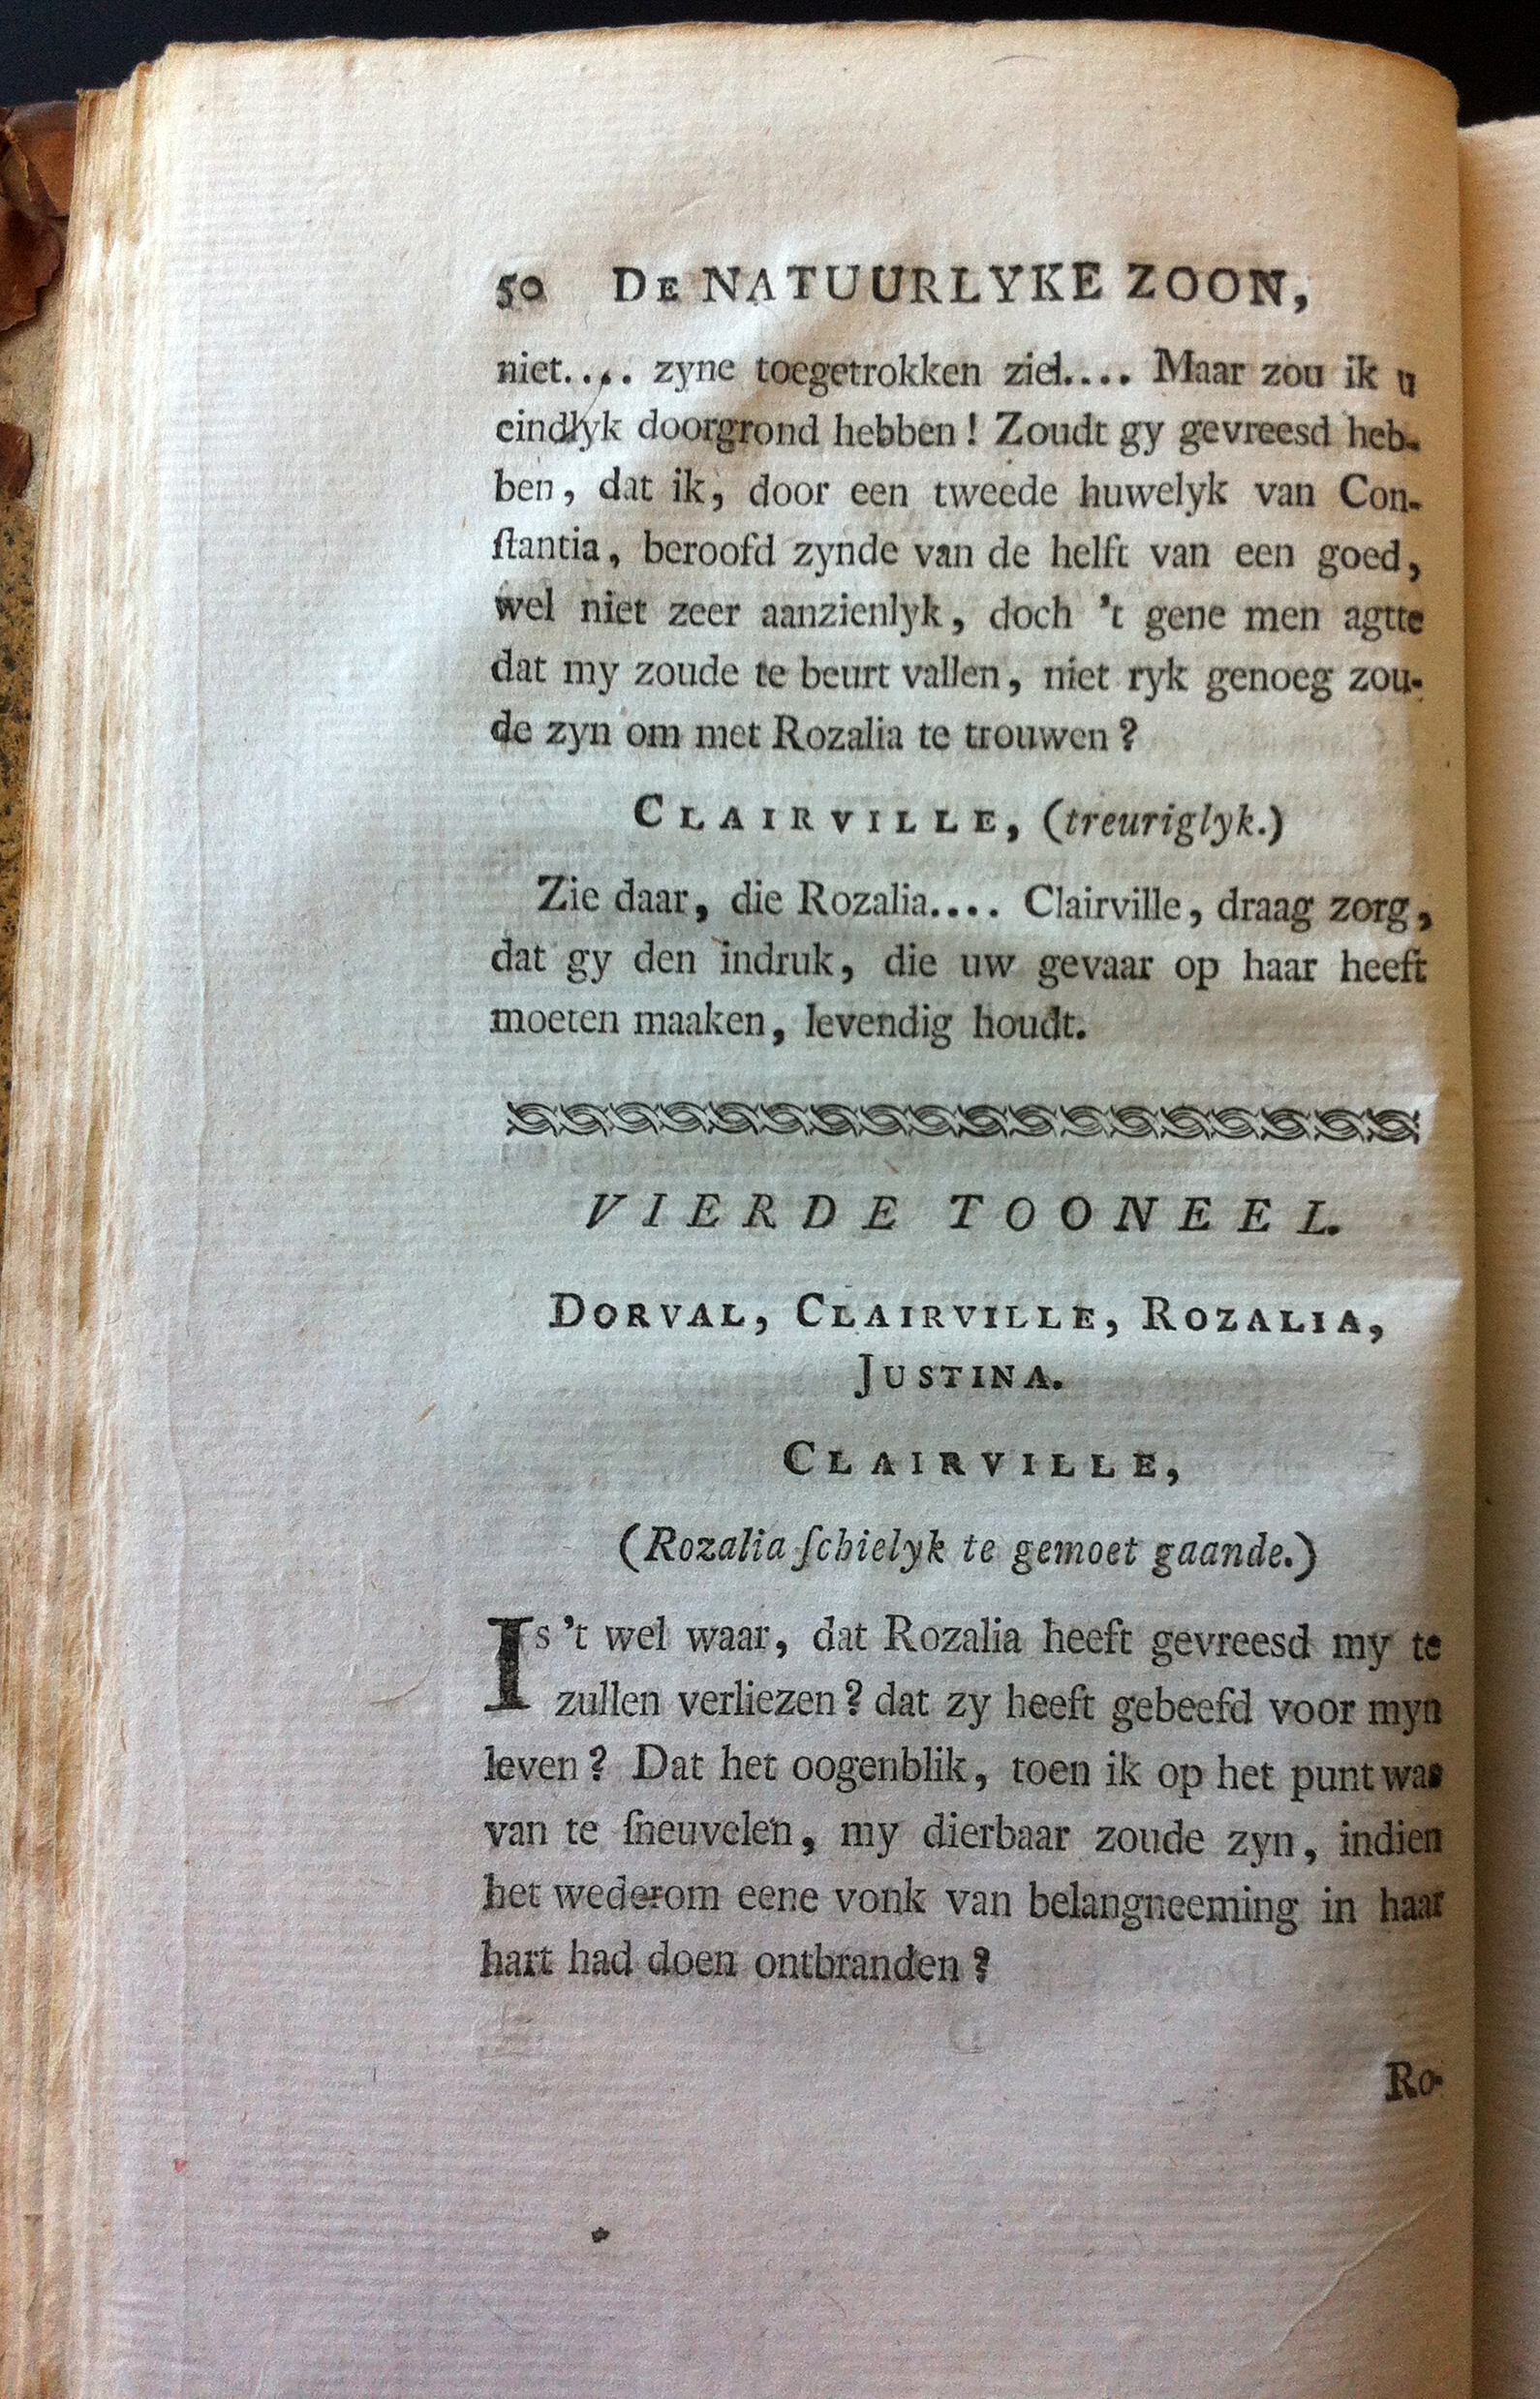 50 DE NATUURLYKE ZOON,
niet.... zyne toegetrokken ziel.... Maar zou ik u
eindlyk doorgrond hebben! Zoudt gy gevreesd heb-
ben, dat ik, door een tweede huwelyk van Con-
ſtantia, beroofd zynde van de helft van een goed,
wel niet zeer aanzienlyk, doch 't gene men agtte
dat my zoude te beurt vallen, niet ryk genoeg zou-
de zyn om met Rozalia te trouwen?
CLAIRVILLE, (treuriglyk.)
Zie daar, die Rozalia.... Clairville, draag zorg,
dat gy den indruk, die uw gevaar op haar heeft
moeten maaken, levendig houdt.
VIERDE TOONEEL.
DORVAL, CLAIRVILLE, ROZALIA,
JUSTINA.
CLAIRVILLE,
(Rozalia ſchielyk te gemoet gaande.)
Is 't wel waar, dat Rozalia heeft gevreesd my te
zullen verliezen? dat zy heeft gebeefd voor myn
leven? Dat het oogenblik, toen ik op het punt was
van te ſneuvelen, my dierbaar zoude zyn, indien
het wederom eene vonk van belangneeming in haar
hart had doen ontbranden?
Ro-